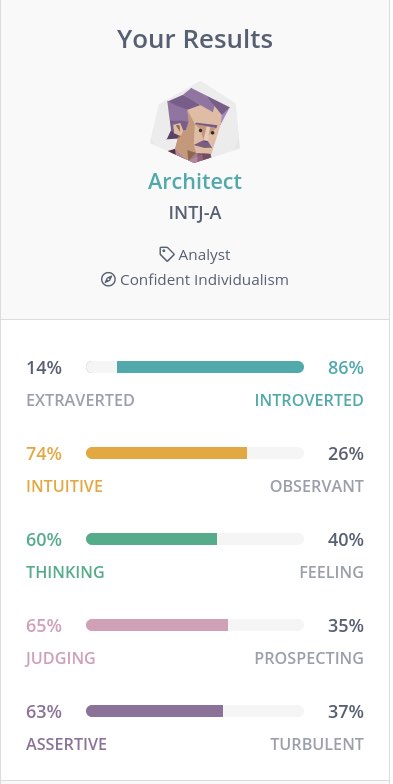 Your Results
Architect
INTJ-A
Analyst
Confident Individualism
14% 86%
EXTRAVERTED INTROVERTED
74% 26%
INTUITIVE OBSERVANT
60% 40%
THINKING FEELING
65% 35%
JUDGING PROSPECTING
63% 37%
ASSERTIVE TURBULENT